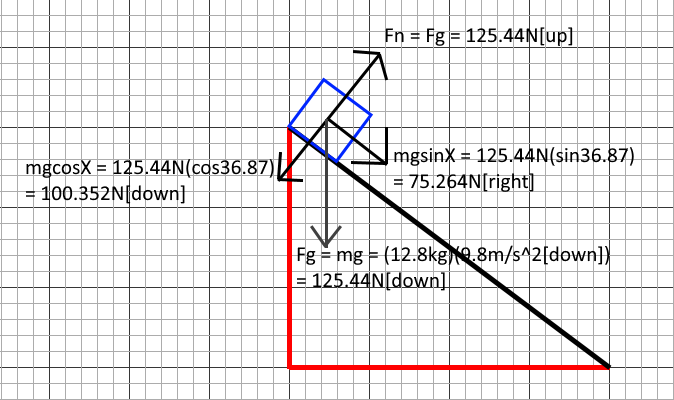 Fn = Fg = 125.44N[up]
mgcosX = 125.44N(cos36.87)
= 100.352N[down]
mgsinX = 125.44N(sin36.87)
= 75.264N[right]
Fg = mg = (12.8kg)(9.8m/s^2[down])
= 125.44N[down]